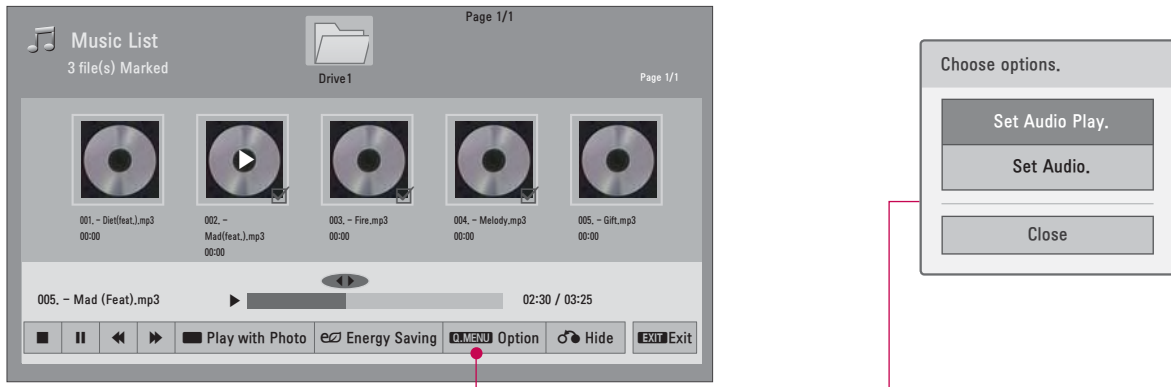 Page 1/1
Music List
3 file(s) Marked
Drive1
Page 1/1
001. - Diet(feat.).mp3
00:00
002. -
Mad(feat.).mp3
00:00
003. - Fire.mp3
00:00
004. - Melody.mp3
00:00
005. - Gift.mp3
00:00
005. - Mad (Feat).mp3
02:30 / 03:25
Play with Photo
Energy Saving
Q.MENU Option
Hide
EXIT Exit
Choose options.
Set Audio Play.
Set Audio.
Close